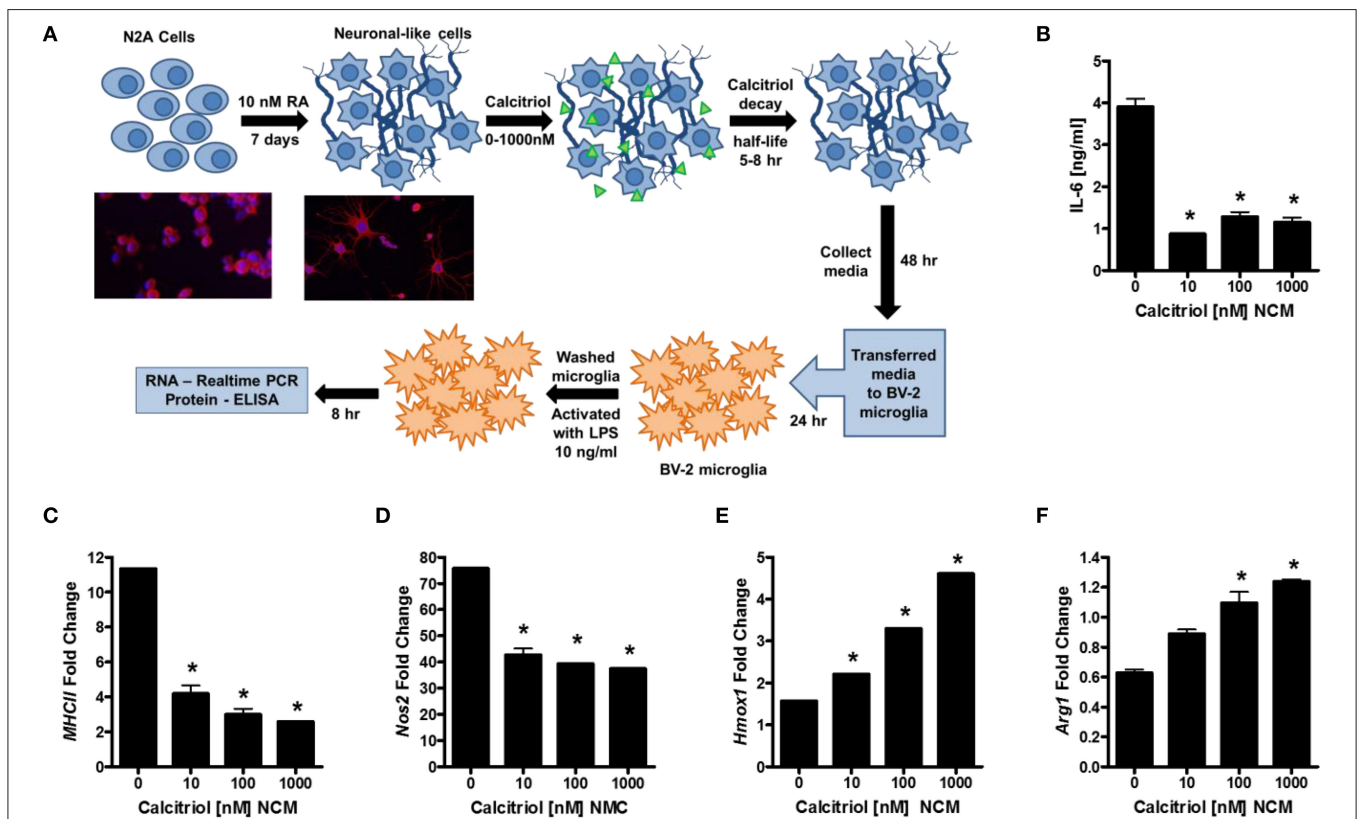 A
N2A Cells
Neuronal-like cells
10 nM RA
7 days
Calcitriol
0-1000nM
Calcitriol
decay
half-life
5-8 hr
Collect
media
48 hr
Transferred
media
to BV-2
microglia
24 hr
BV-2 microglia
Washed
microglia
Activated
with LPS
10 ng/ml
8 hr
RNA – Realtime PCR
Protein - ELISA
B
IL-6 [ng/ml]
5
4
3
2
1
0
* * *
0 10 100 1000
Calcitriol [nM] NCM
C
MHCII Fold Change
12
10
8
6
4
2
0
* * *
0 10 100 1000
Calcitriol [nM] NCM
D
Nos2 Fold Change
80
70
60
50
40
30
20
10
0
* * *
0 10 100 1000
Calcitriol [nM] NMC
E
Hmox1 Fold Change
5
4
3
2
1
0
* * *
0 10 100 1000
Calcitriol [nM] NCM
F
Arg1 Fold Change
1.4
1.2
1.0
0.8
0.6
0.4
0.2
0.0
* *
0 10 100 1000
Calcitriol [nM] NCM